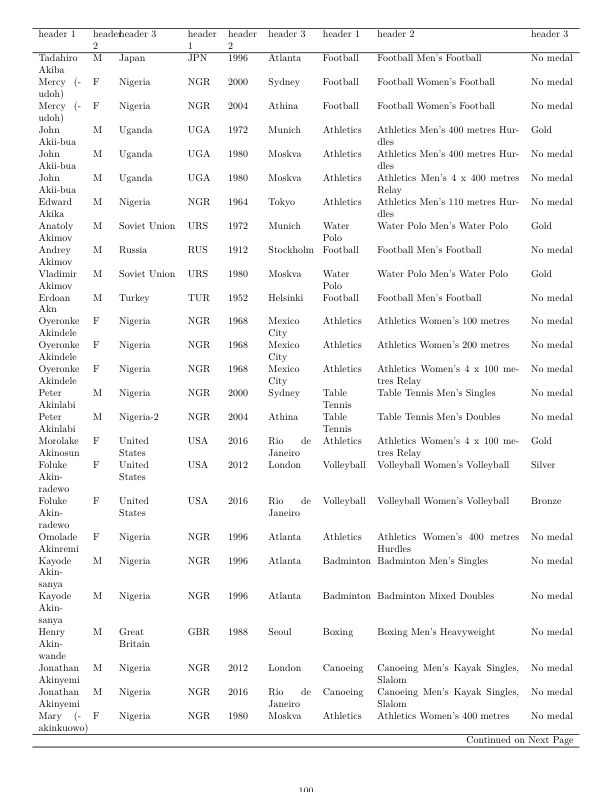 header 1 header 2 header 3 header 1 header 2 header 3 header 1 header 2 header 3
Tadahiro Akiba M Japan JPN 1996 Atlanta Football Football Men's Football No medal
Mercy (-udoh) F Nigeria NGR 2000 Sydney Football Football Women's Football No medal
Mercy (-udoh) F Nigeria NGR 2004 Athina Football Football Women's Football No medal
John Akii-bua M Uganda UGA 1972 Munich Athletics Athletics Men's 400 metres Hurdles Gold
John Akii-bua M Uganda UGA 1980 Moskva Athletics Athletics Men's 400 metres Hurdles No medal
John Akii-bua M Uganda UGA 1980 Moskva Athletics Athletics Men's 4 x 400 metres Relay No medal
Edward Akika M Nigeria NGR 1964 Tokyo Athletics Athletics Men's 110 metres Hurdles No medal
Anatoly Akimov M Soviet Union URS 1972 Munich Water Polo Water Polo Men's Water Polo Gold
Andrey Akimov M Russia RUS 1912 Stockholm Football Football Men's Football No medal
Vladimir Akimov M Soviet Union URS 1980 Moskva Water Polo Water Polo Men's Water Polo Gold
Erdoan Akn M Turkey TUR 1952 Helsinki Football Football Men's Football No medal
Oyeronke Akindele F Nigeria NGR 1968 Mexico City Athletics Athletics Women's 100 metres No medal
Oyeronke Akindele F Nigeria NGR 1968 Mexico City Athletics Athletics Women's 200 metres No medal
Oyeronke Akindele F Nigeria NGR 1968 Mexico City Athletics Athletics Women's 4 x 100 metres Relay No medal
Peter Akinlabi M Nigeria NGR 2000 Sydney Table Tennis Table Tennis Men's Singles No medal
Peter Akinlabi M Nigeria-2 NGR 2004 Athina Table Tennis Table Tennis Men's Doubles No medal
Morolake Akinosun F United States USA 2016 Rio de Janeiro Athletics Athletics Women's 4 x 100 metres Relay Gold
Foluke Akin-radewo F United States USA 2012 London Volleyball Volleyball Women's Volleyball Silver
Foluke Akin-radewo F United States USA 2016 Rio de Janeiro Volleyball Volleyball Women's Volleyball Bronze
Omolade Akinremi F Nigeria NGR 1996 Atlanta Athletics Athletics Women's 400 metres Hurdles No medal
Kayode Akin-sanya M Nigeria NGR 1996 Atlanta Badminton Badminton Men's Singles No medal
Kayode Akin-sanya M Nigeria NGR 1996 Atlanta Badminton Badminton Mixed Doubles No medal
Henry Akin-wande M Great Britain GBR 1988 Seoul Boxing Boxing Men's Heavyweight No medal
Jonathan Akinyemi M Nigeria NGR 2012 London Canoeing Canoeing Men's Kayak Singles, Slalom No medal
Jonathan Akinyemi M Nigeria NGR 2016 Rio de Janeiro Canoeing Canoeing Men's Kayak Singles, Slalom No medal
Mary (-akinkuowo) F Nigeria NGR 1980 Moskva Athletics Athletics Women's 400 metres No medal
Continued on Next Page
100